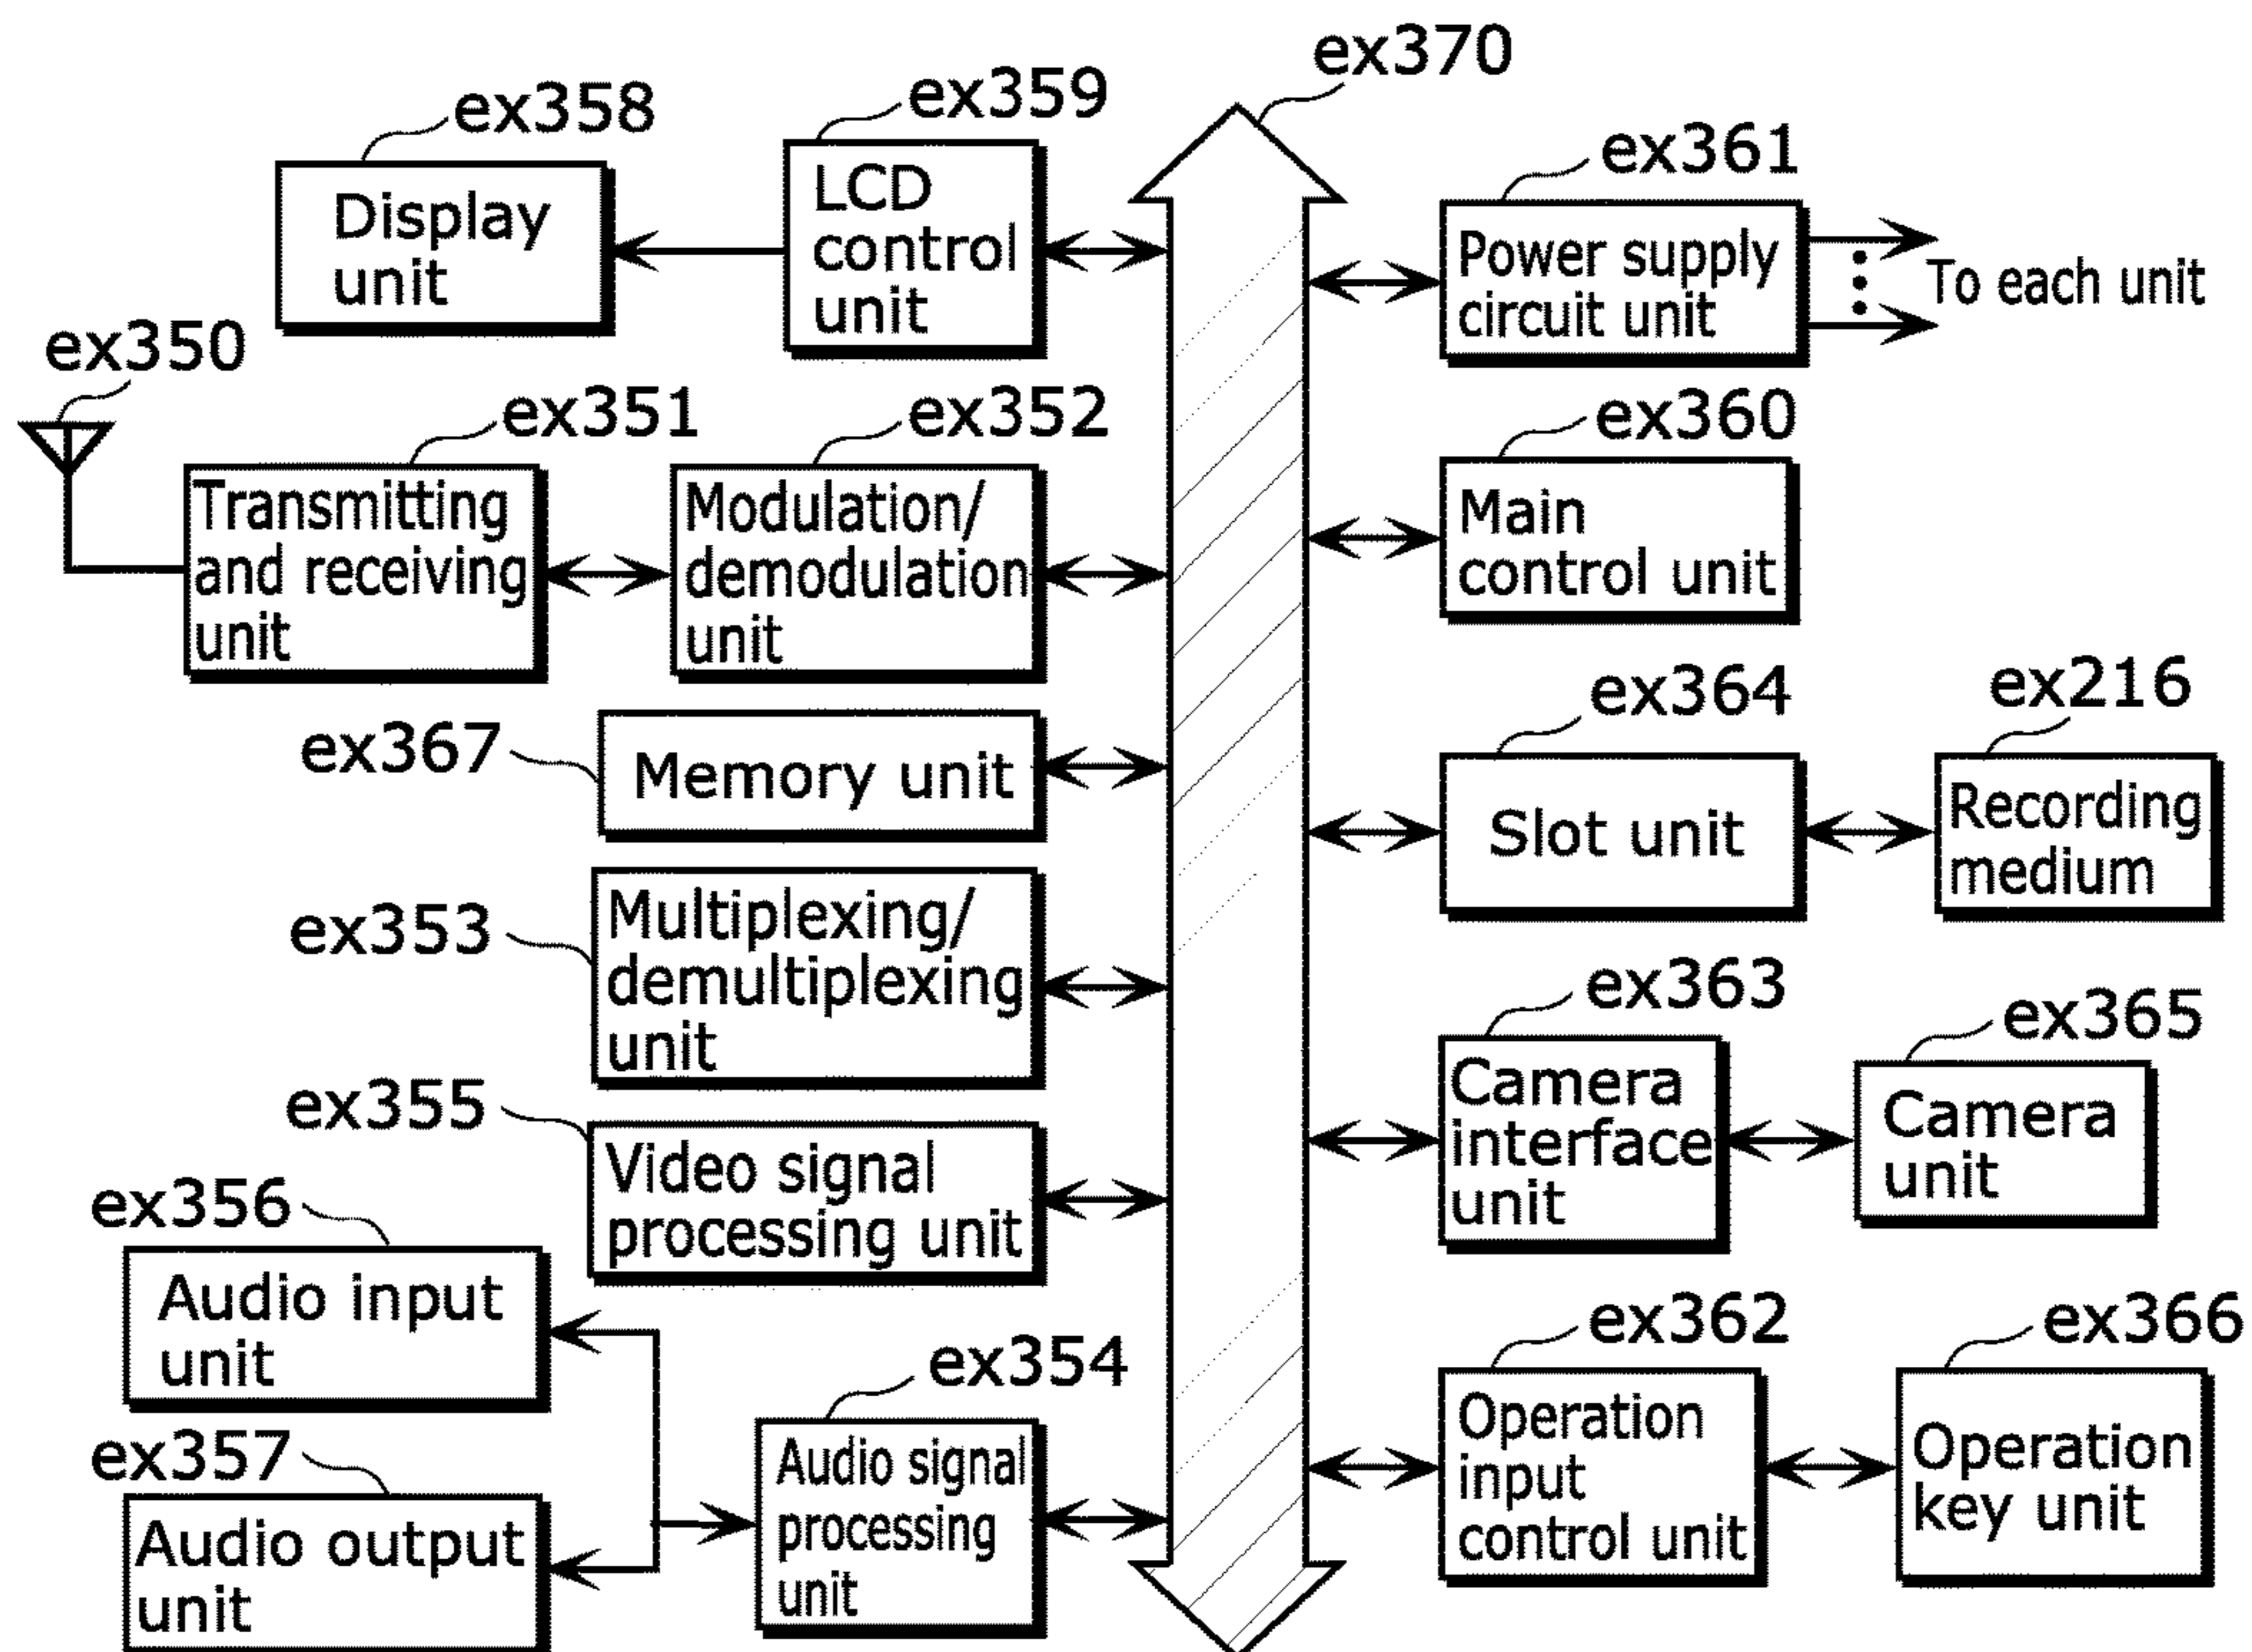 ex370
ex358
ex359
ex361
Display
unit
LCD
control
unit
Power supply
circuit unit
To each unit
ex350
ex351
ex352
ex360
Transmitting
and receiving
unit
Modulation/
demodulation
unit
Main
control unit
ex367
Memory unit
ex364
ex216
Slot unit
Recording
medium
ex353
Multiplexing/
demultiplexing
unit
ex363
ex365
Camera
interface
unit
Camera
unit
ex355
Video signal
processing unit
ex356
Audio input
unit
ex354
ex362
ex366
ex357
Audio output
unit
Audio signal
processing
unit
Operation
input
control unit
Operation
key unit